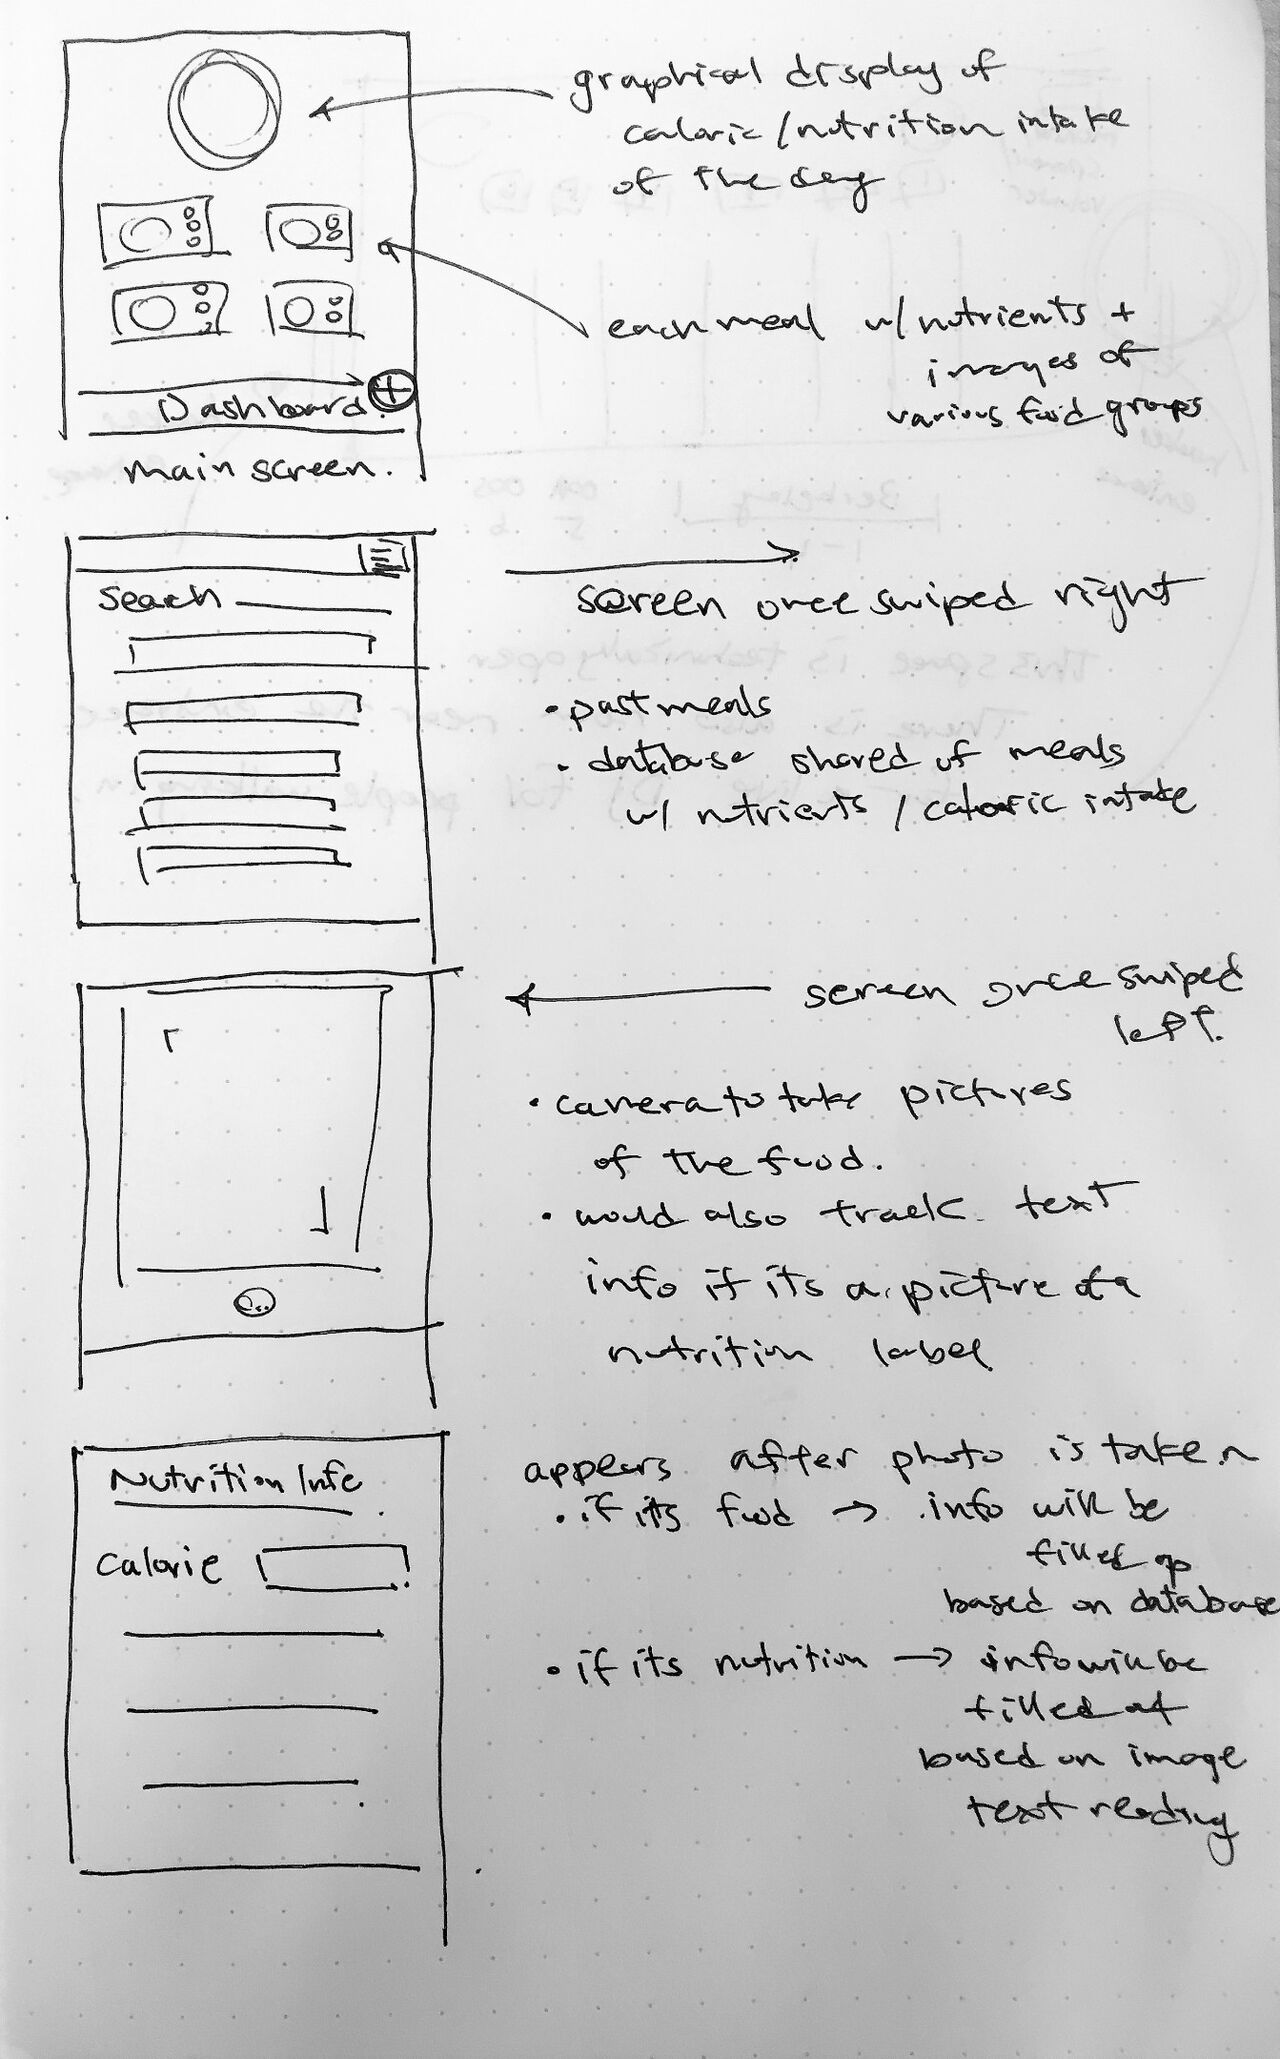 graphical display of
caloric/nutrition intake
of the day
each meal w/nutrients +
images of
various food groups
Dashboard
main screen.
Search
screen once swiped right
• past meals
• database shared of meals
w/ nutrients / caloric intake
screen once swiped
left.
• camera to take pictures
of the food.
• would also track text
info if its a picture of a
nutrition label
Nutrition Info
Calorie
appears after photo is taken
• if its food → info will be
filled up
based on database
• if its nutrition → info will be
filled out
based on image
text reading